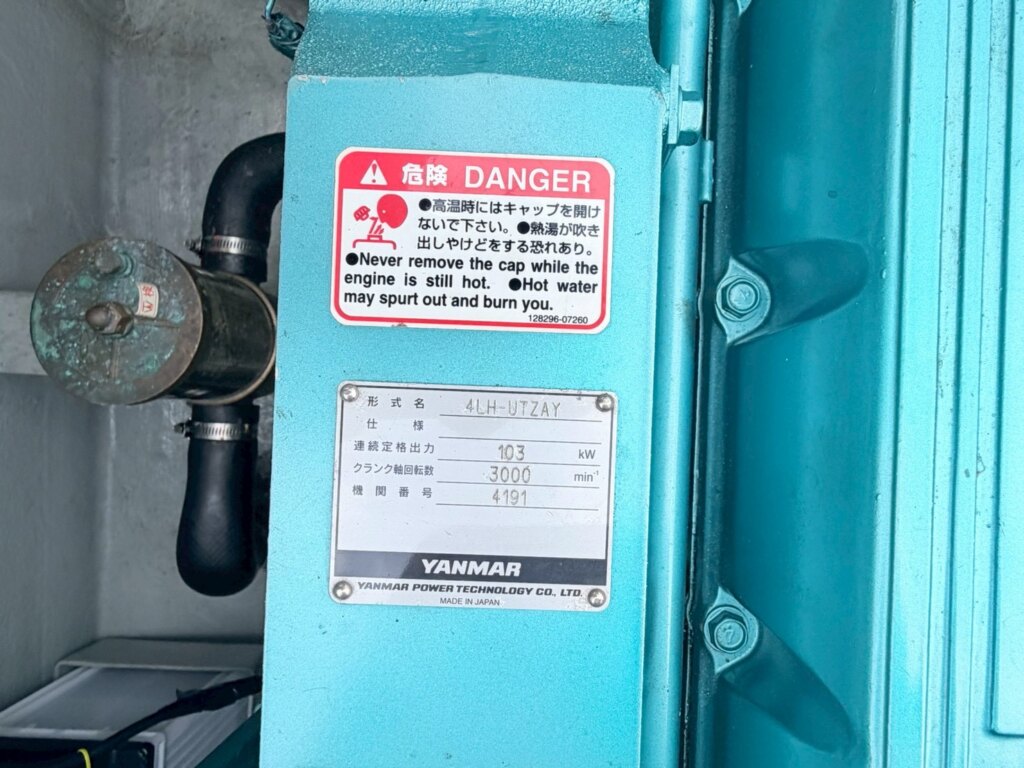 危険 DANGER
●高温時にはキャップを開け
ないで下さい。●熱湯が吹き
出しやけどをする恐れあり。
●Never remove the cap while the
engine is still hot. ●Hot water
may spurt out and burn you.
128296-07260
形式名 4LH-UTZAY
仕様
連続定格出力 103 kW
クランク軸回転数 3000 min⁻¹
機関番号 4191
YANMAR
YANMAR POWER TECHNOLOGY CO., LTD.
MADE IN JAPAN
7
7